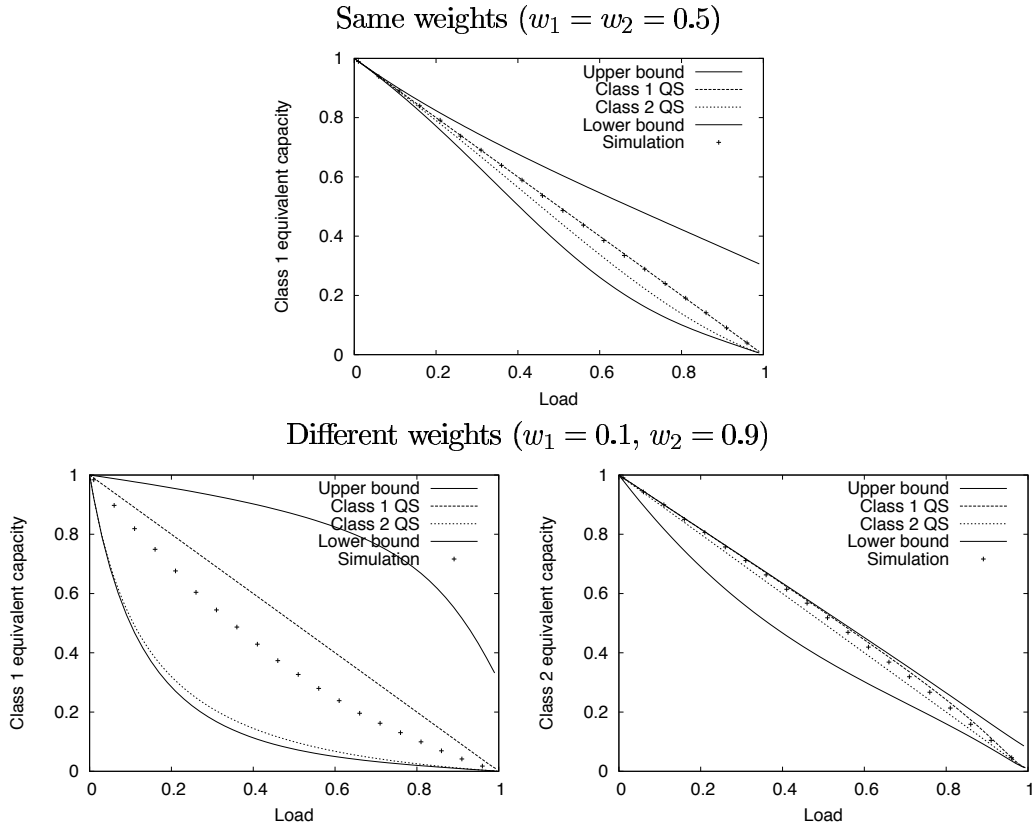 Same weights (w₁ = w₂ = 0.5)
1
0.8
0.6
0.4
0.2
0
0 0.2 0.4 0.6 0.8 1
Class 1 equivalent capacity
Load
Upper bound
Class 1 QS
Class 2 QS
Lower bound
Simulation
Different weights (w₁ = 0.1, w₂ = 0.9)
1
0.8
0.6
0.4
0.2
0
0 0.2 0.4 0.6 0.8 1
Class 1 equivalent capacity
Load
Upper bound
Class 1 QS
Class 2 QS
Lower bound
Simulation
1
0.8
0.6
0.4
0.2
0
0 0.2 0.4 0.6 0.8 1
Class 2 equivalent capacity
Load
Upper bound
Class 1 QS
Class 2 QS
Lower bound
Simulation